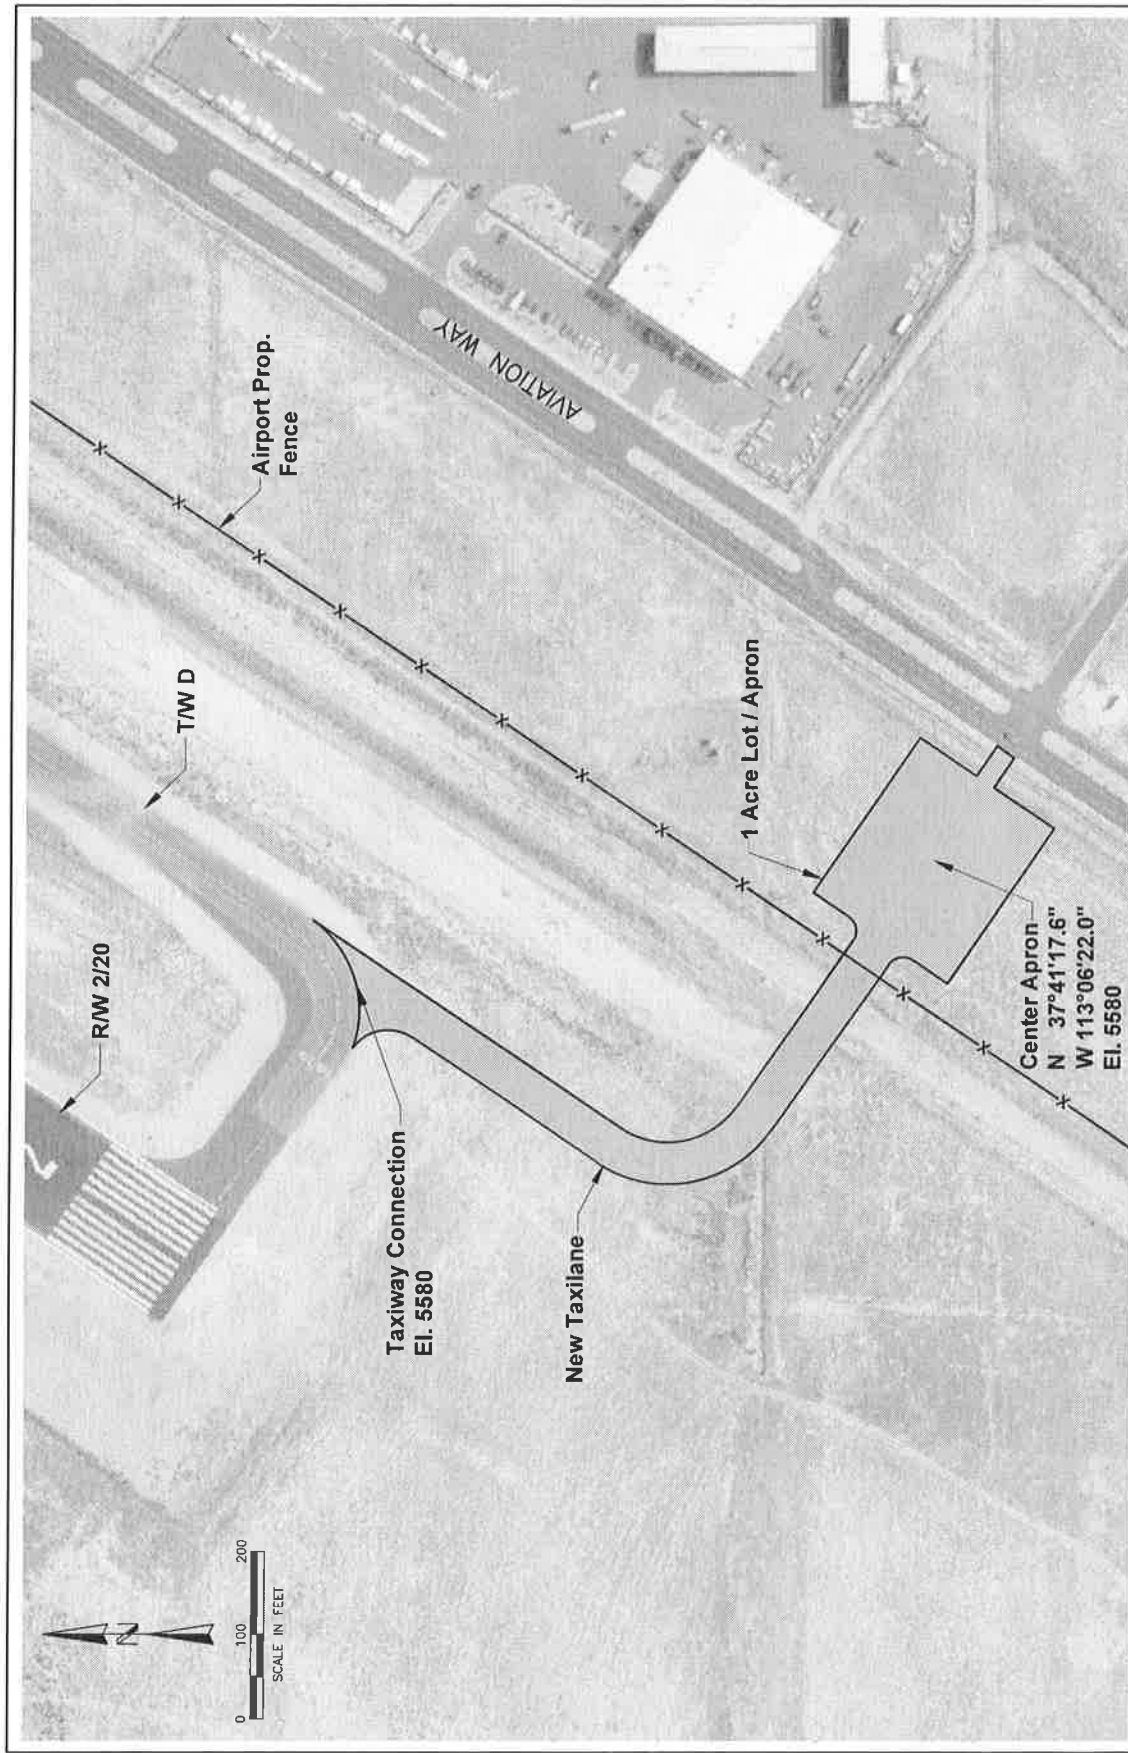 R/W 2/20
T/W D
Airport Prop.
Fence
AVIATION WAY
2
Taxiway Connection
El. 5580
New Taxilane
1 Acre Lot / Apron
Center Apron
N 37°41'17.6"
W 113°06'22.0"
El. 5580
N
0 100 200
SCALE IN FEET